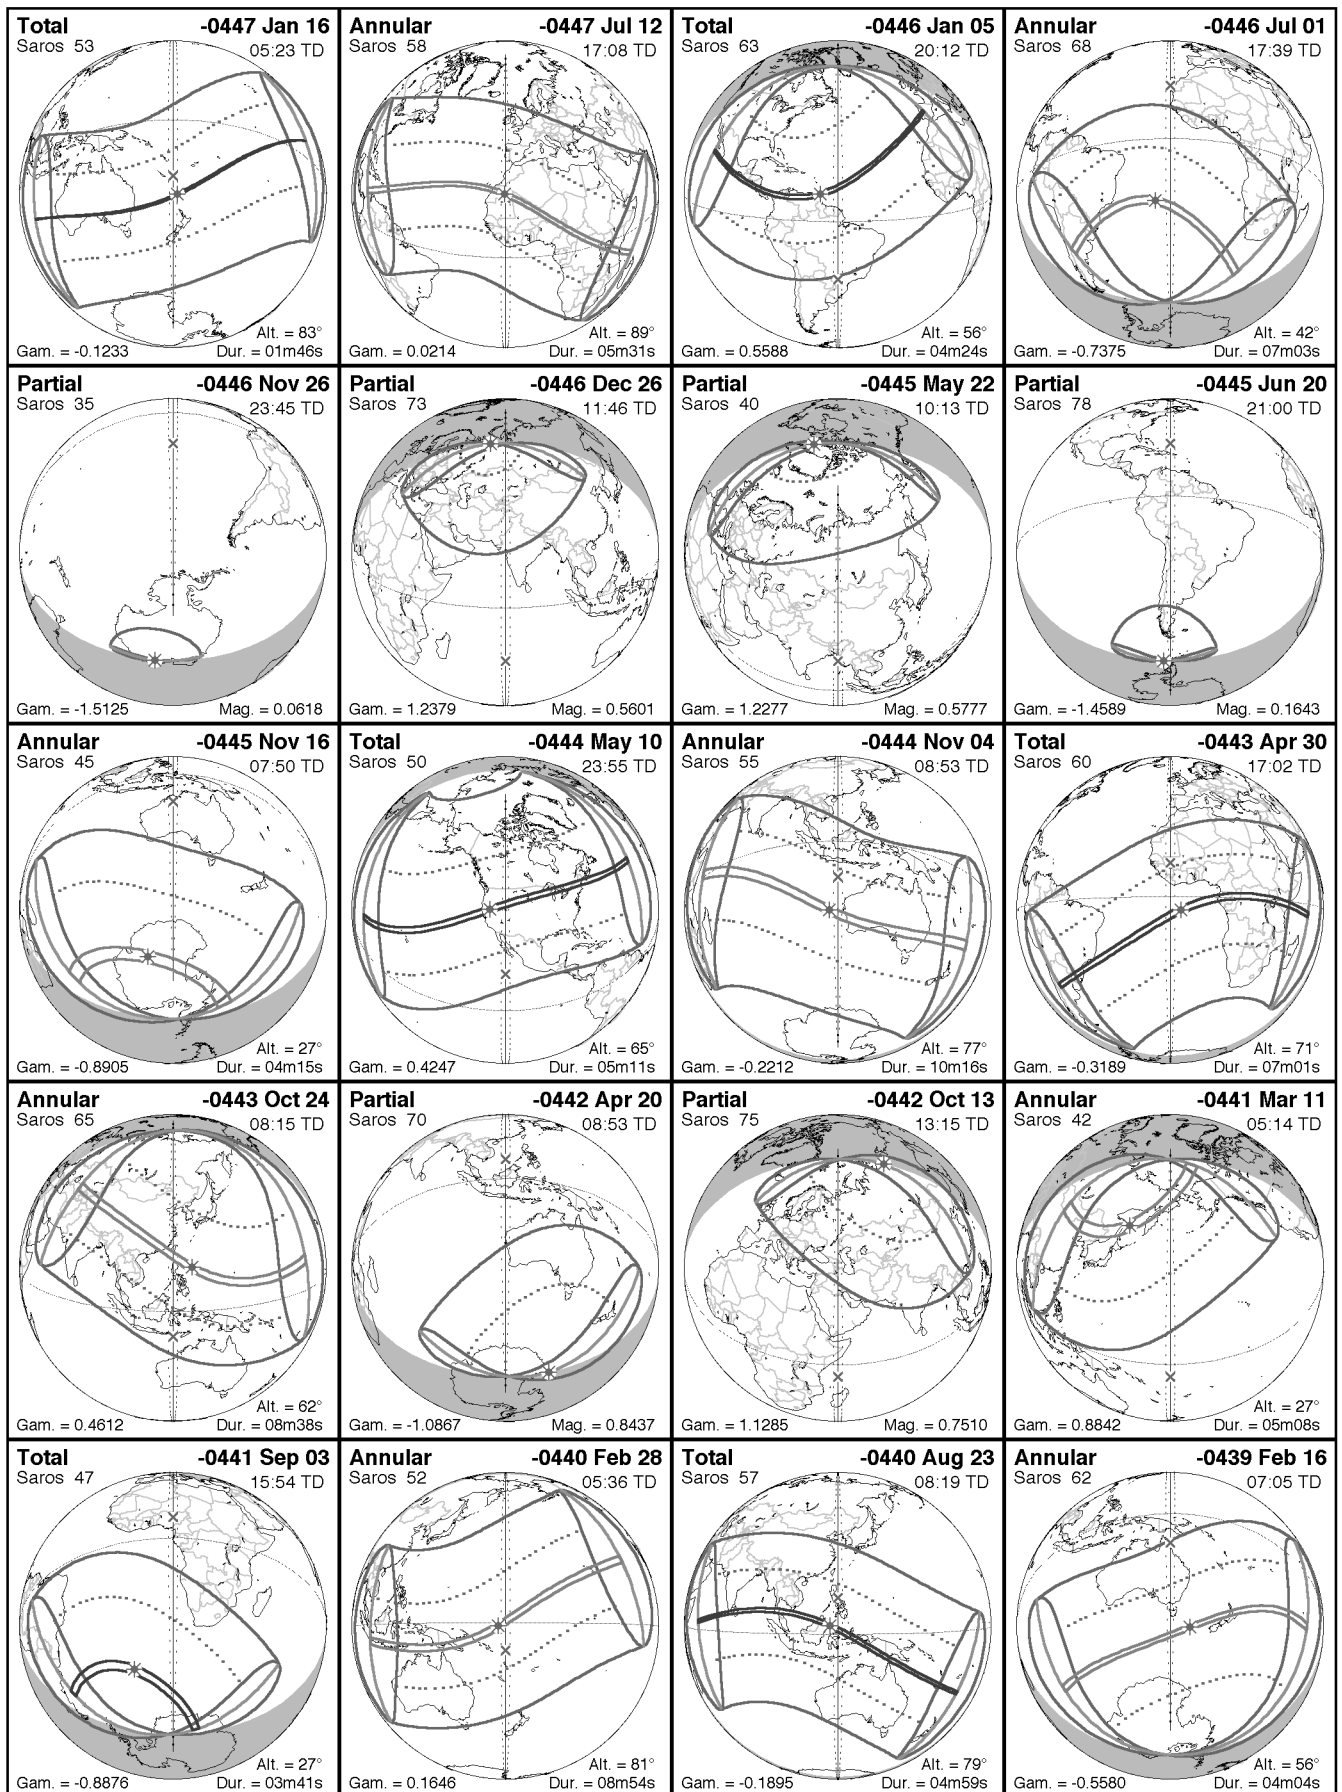 Total -0447 Jan 16
Saros 53 05:23 TD
Alt. = 83°
Gam. = -0.1233 Dur. = 01m46s
Annular -0447 Jul 12
Saros 58 17:08 TD
Alt. = 89°
Gam. = 0.0214 Dur. = 05m31s
Total -0446 Jan 05
Saros 63 20:12 TD
Alt. = 56°
Gam. = 0.5588 Dur. = 04m24s
Annular -0446 Jul 01
Saros 68 17:39 TD
Alt. = 42°
Gam. = -0.7375 Dur. = 07m03s
Partial -0446 Nov 26
Saros 35 23:45 TD
Gam. = -1.5125 Mag. = 0.0618
Partial -0446 Dec 26
Saros 73 11:46 TD
Gam. = 1.2379 Mag. = 0.5601
Partial -0445 May 22
Saros 40 10:13 TD
Gam. = 1.2277 Mag. = 0.5777
Partial -0445 Jun 20
Saros 78 21:00 TD
Gam. = -1.4589 Mag. = 0.1643
Annular -0445 Nov 16
Saros 45 07:50 TD
Alt. = 27°
Gam. = -0.8905 Dur. = 04m15s
Total -0444 May 10
Saros 50 23:55 TD
Alt. = 65°
Gam. = 0.4247 Dur. = 05m11s
Annular -0444 Nov 04
Saros 55 08:53 TD
Alt. = 77°
Gam. = -0.2212 Dur. = 10m16s
Total -0443 Apr 30
Saros 60 17:02 TD
Alt. = 71°
Gam. = -0.3189 Dur. = 07m01s
Annular -0443 Oct 24
Saros 65 08:15 TD
Alt. = 62°
Gam. = 0.4612 Dur. = 08m38s
Partial -0442 Apr 20
Saros 70 08:53 TD
Gam. = -1.0867 Mag. = 0.8437
Partial -0442 Oct 13
Saros 75 13:15 TD
Gam. = 1.1285 Mag. = 0.7510
Annular -0441 Mar 11
Saros 42 05:14 TD
Alt. = 27°
Gam. = 0.8842 Dur. = 05m08s
Total -0441 Sep 03
Saros 47 15:54 TD
Alt. = 27°
Gam. = -0.8876 Dur. = 03m41s
Annular -0440 Feb 28
Saros 52 05:36 TD
Alt. = 81°
Gam. = 0.1646 Dur. = 08m54s
Total -0440 Aug 23
Saros 57 08:19 TD
Alt. = 79°
Gam. = -0.1895 Dur. = 04m59s
Annular -0439 Feb 16
Saros 62 07:05 TD
Alt. = 56°
Gam. = -0.5580 Dur. = 04m04s